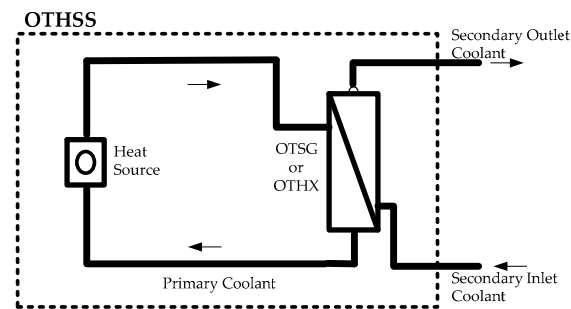 OTHSS
Secondary Outlet
Coolant
Heat
Source
OTSG
or
OTHX
Primary Coolant
Secondary Inlet
Coolant